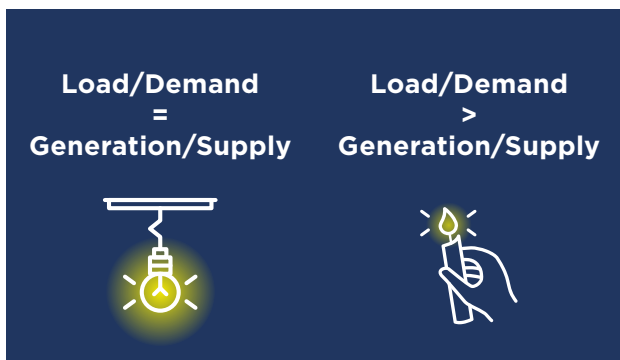 Load/Demand
=
Generation/Supply
Load/Demand
>
Generation/Supply